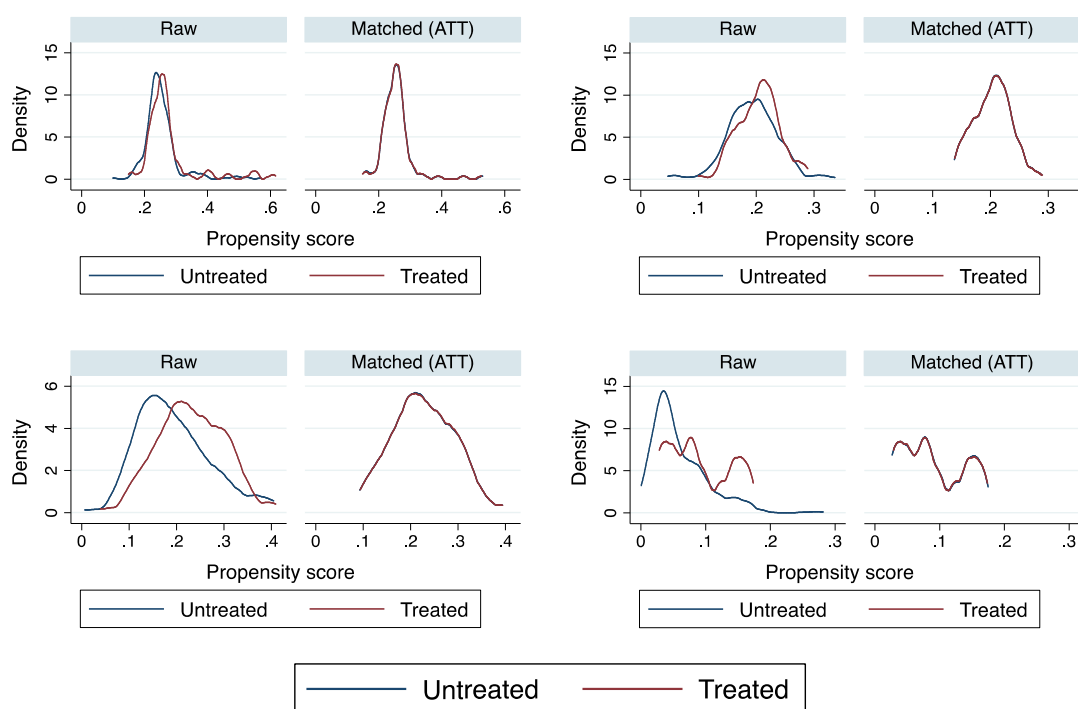 Raw Matched (ATT)
Density
15
10
5
0
0 .2 .4 .6 0 .2 .4 .6
Propensity score
Untreated Treated
Raw Matched (ATT)
Density
15
10
5
0
0 .1 .2 .3 0 .1 .2 .3
Propensity score
Untreated Treated
Raw Matched (ATT)
Density
6
4
2
0
0 .1 .2 .3 .4 0 .1 .2 .3 .4
Propensity score
Untreated Treated
Raw Matched (ATT)
Density
15
10
5
0
0 .1 .2 .3 0 .1 .2 .3
Propensity score
Untreated Treated
Untreated Treated